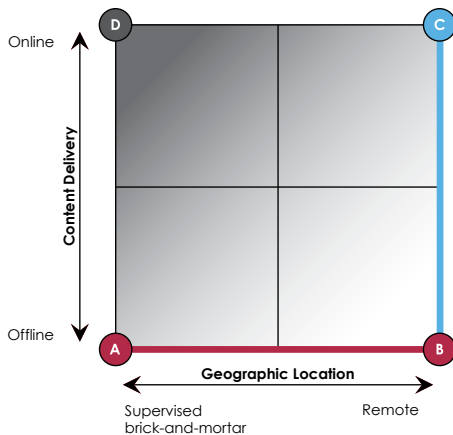 D
C
Online
Content Delivery
Offline
A
B
Geographic Location
Supervised
brick-and-mortar
Remote